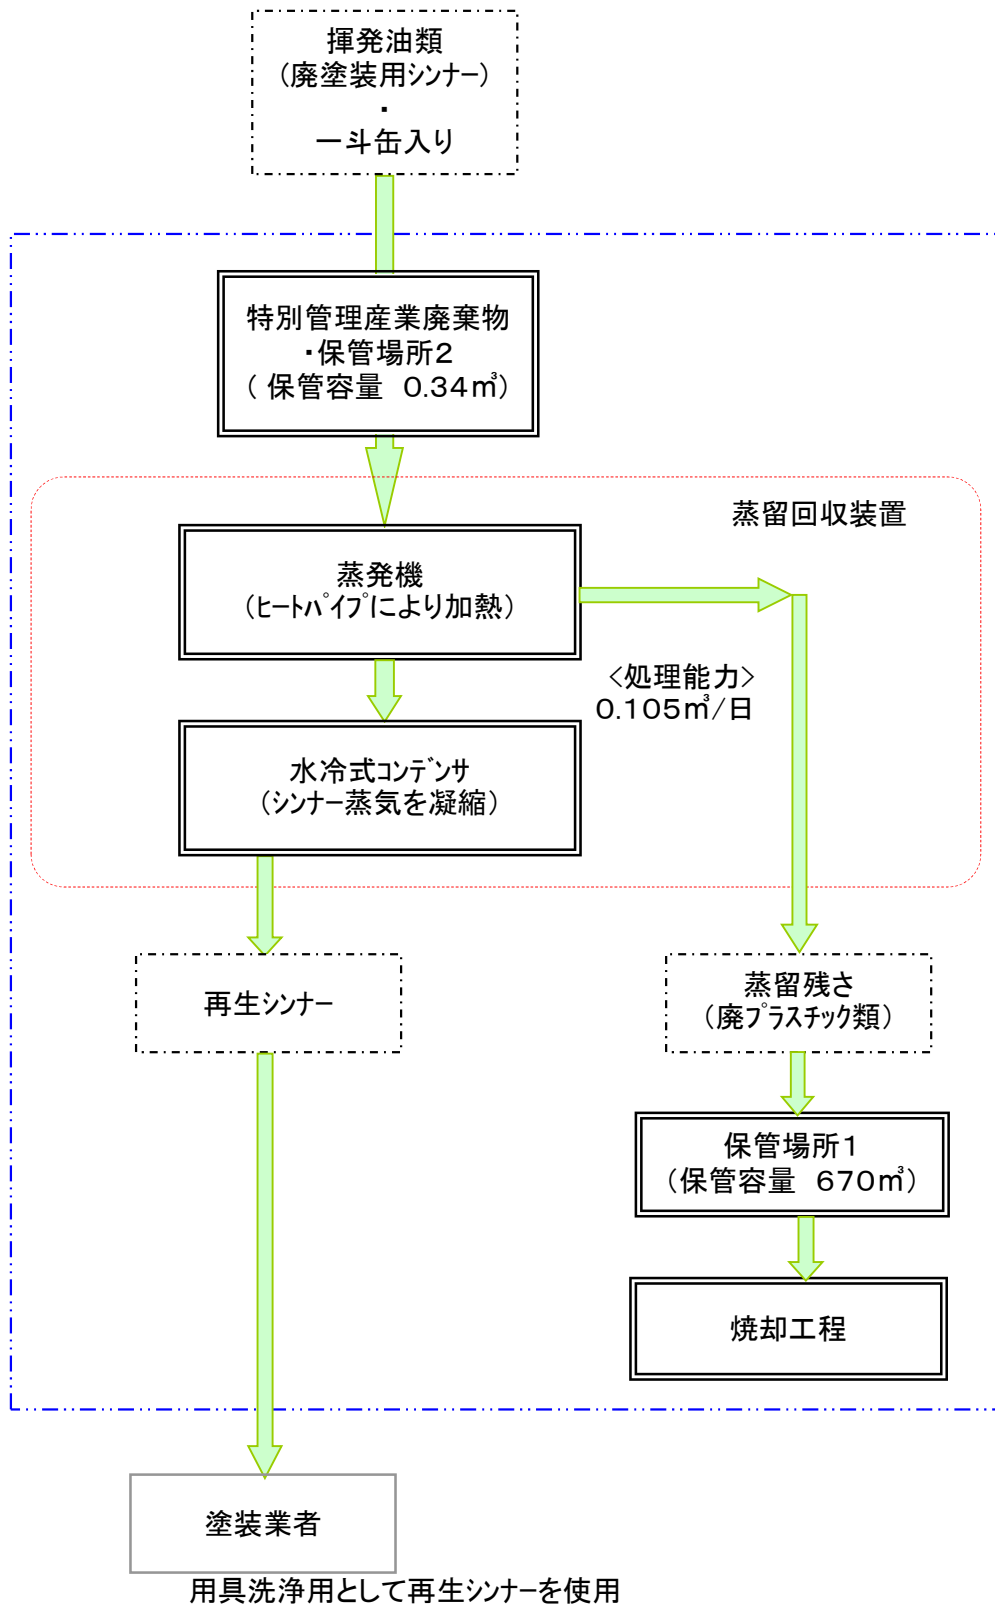 揮発油類
(廃塗装用ｼﾝﾅｰ)
・
一斗缶入り
特別管理産業廃棄物
・保管場所２
( 保管容量　０.３４㎥)
蒸留回収装置
蒸発機
(ﾋｰﾄﾊﾟｲﾌﾟにより加熱)
<処理能力>
０.１０５㎥/日
水冷式ｺﾝﾃﾞﾝｻ
(ｼﾝﾅｰ蒸気を凝縮)
再生ｼﾝﾅｰ
蒸留残さ
(廃ﾌﾟﾗｽﾁｯｸ類)
保管場所１
(保管容量　６７０㎥)
焼却工程
塗装業者
用具洗浄用として再生ｼﾝﾅｰを使用